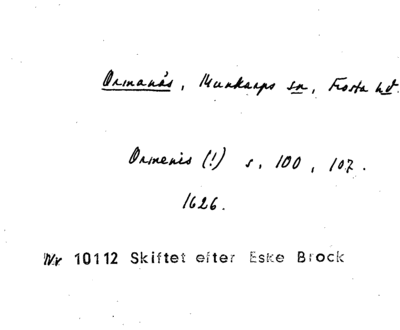 Ormanäs, Munkarps sn, Frosta hd.
Ormenis (!) s. 100, 107.
1626.
Nr 10112 Skiftet efter Eske Brock